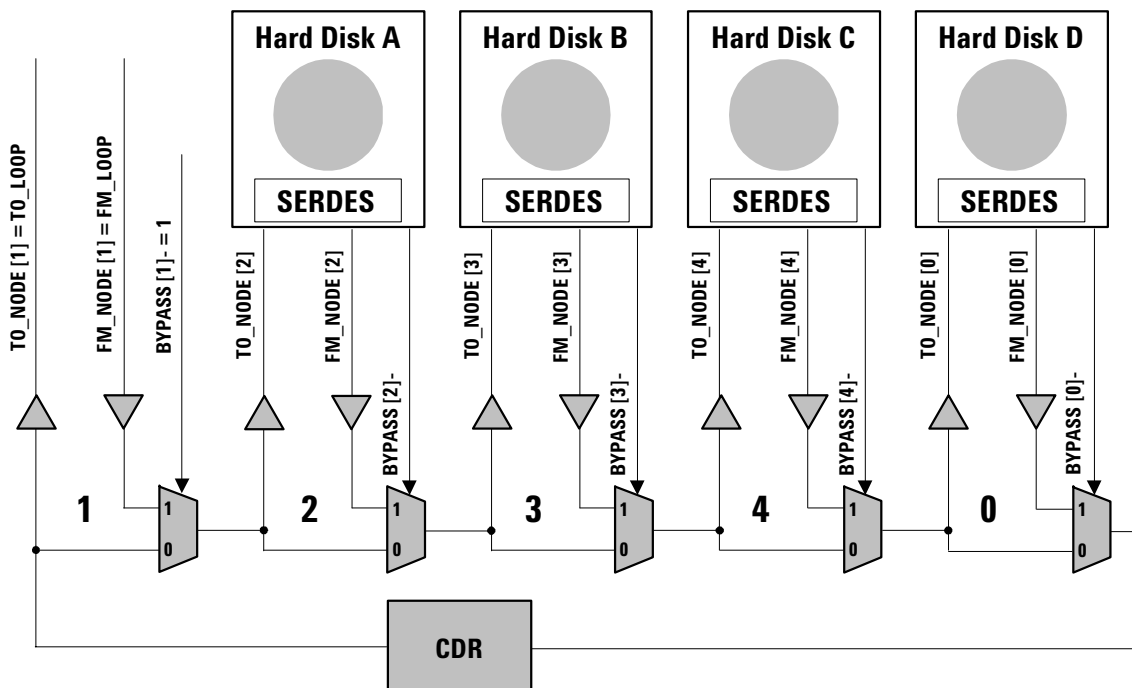 Hard Disk A
Hard Disk B
Hard Disk C
Hard Disk D
SERDES
SERDES
SERDES
SERDES
TO_NODE [1] = TO_LOOP
FM_NODE [1] = FM_LOOP
BYPASS [1]- = 1
TO_NODE [2]
FM_NODE [2]
BYPASS [2]-
TO_NODE [3]
FM_NODE [3]
BYPASS [3]-
TO_NODE [4]
FM_NODE [4]
BYPASS [4]-
TO_NODE [0]
FM_NODE [0]
BYPASS [0]-
1
1
0
2
1
0
3
1
0
4
1
0
0
1
0
CDR